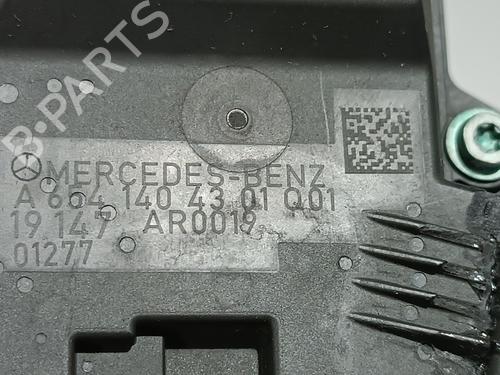 B-PARTS
MERCEDES-BENZ
A 654 140 43 01 Q01
19 147 AR0019
01277